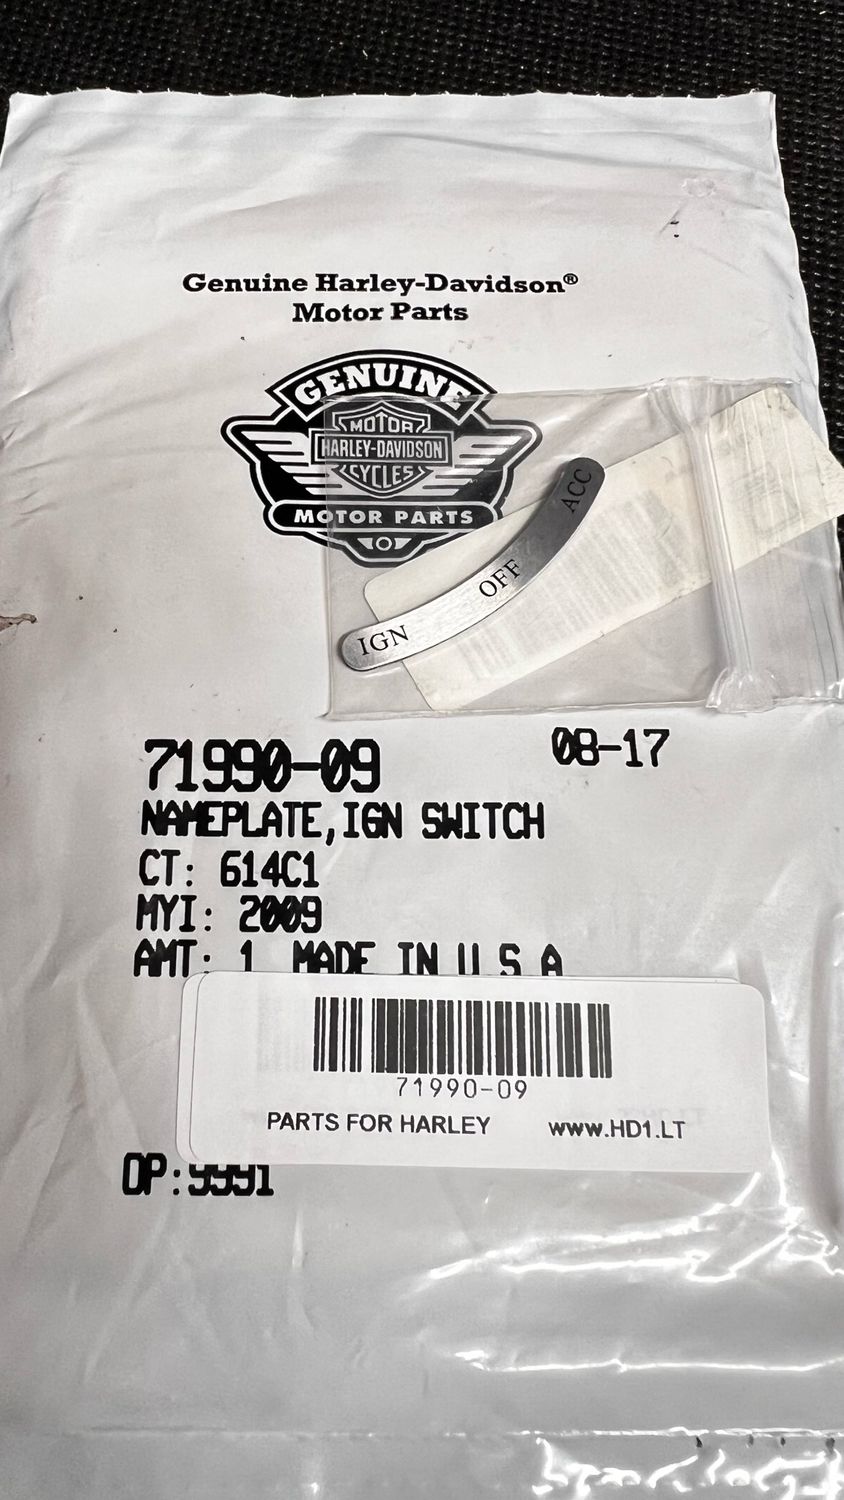 Genuine Harley-Davidson®
Motor Parts
GENUINE
MOTOR
HARLEY-DAVIDSON
CYCLES
MOTOR PARTS
ACC
OFF
IGN
71990-09 08-17
NAMEPLATE,IGN SWITCH
CT: 614C1
MYI: 2009
AMT: 1 MADE IN U.S.A
71990-09
PARTS FOR HARLEY www.HD1.LT
OP:9991